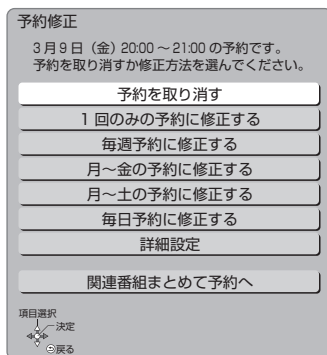 予約修正
3月9日（金）20:00～21:00の予約です。
予約を取り消すか修正方法を選んでください。
予約を取り消す
1回のみの予約に修正する
毎週予約に修正する
月～金の予約に修正する
月～土の予約に修正する
毎日予約に修正する
詳細設定
関連番組まとめて予約へ
項目選択
決定
戻る